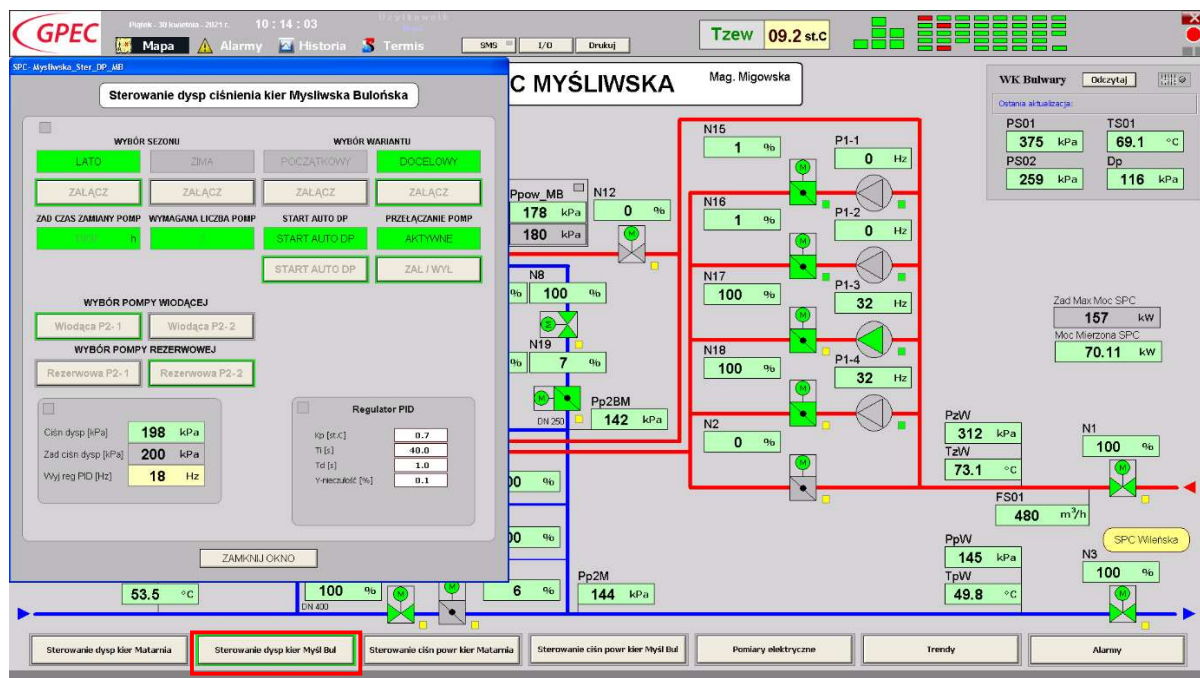 GPEC
Piątek - 30 kwietnia - 2021 r.
10 : 14 : 03
Użytkownik
Mapa
Alarmy
Historia
Termis
SMS
I/O
Drukuj
Tzew 09.2 st.C
SPC- Mysliwska_Ster_DP_MB
Sterowanie dysp ciśnienia kier Mysliwska Bulońska
WYBÓR SEZONU
WYBÓR WARIANTU
LATO
ZIMA
POCZĄTKOWY
DOCELOWY
ZAŁĄCZ
ZAŁĄCZ
ZAŁĄCZ
ZAŁĄCZ
ZAD CZAS ZAMIANY POMP
WYMAGANA LICZBA POMP
START AUTO DP
PRZEŁĄCZANIE POMP
h
START AUTO DP
AKTYWNE
START AUTO DP
ZAŁ / WYŁ
WYBÓR POMPY WIODĄCEJ
Wiodąca P2- 1
Wiodąca P2- 2
WYBÓR POMPY REZERWOWEJ
Rezerwowa P2- 1
Rezerwowa P2- 2
Ciśn dysp [kPa] 198 kPa
Zad ciśn dysp [kPa] 200 kPa
Wyj reg PID [Hz] 18 Hz
Regulator PID
Kp [st.C] 0.7
Ti [s] 40.0
Td [s] 1.0
Y-nieczułość [%] 0.1
ZAMKNIJ OKNO
C MYŚLIWSKA
Mag. Migowska
WK Bulwary
Odczytaj
Ostania aktualizacja:
PS01
TS01
375 kPa
69.1 °C
PS02
Dp
259 kPa
116 kPa
Ppow_MB
178 kPa
180 kPa
N12
0 %
N8
% 100 %
N19
% 7 %
DN 250
Pp2BM
142 kPa
00 %
00 %
6 %
Pp2M
144 kPa
53.5 °C
100 %
DN 400
N15
1 %
P1-1
0 Hz
N16
1 %
P1-2
0 Hz
N17
100 %
P1-3
32 Hz
N18
100 %
P1-4
32 Hz
N2
0 %
M
M
M
M
M
M
M
M
M
M
Zad Max Moc SPC
157 kW
Moc Mierzona SPC
70.11 kW
PzW
312 kPa
TzW
73.1 °C
N1
100 %
FS01
480 m³/h
SPC Wileńska
PpW
145 kPa
TpW
49.8 °C
N3
100 %
Sterowanie dysp kier Matarnia
Sterowanie dysp kier Myśl Bul
Sterowanie ciśn powr kier Matarnia
Sterowanie ciśn powr kier Myśl Bul
Pomiary elektryczne
Trendy
Alarmy